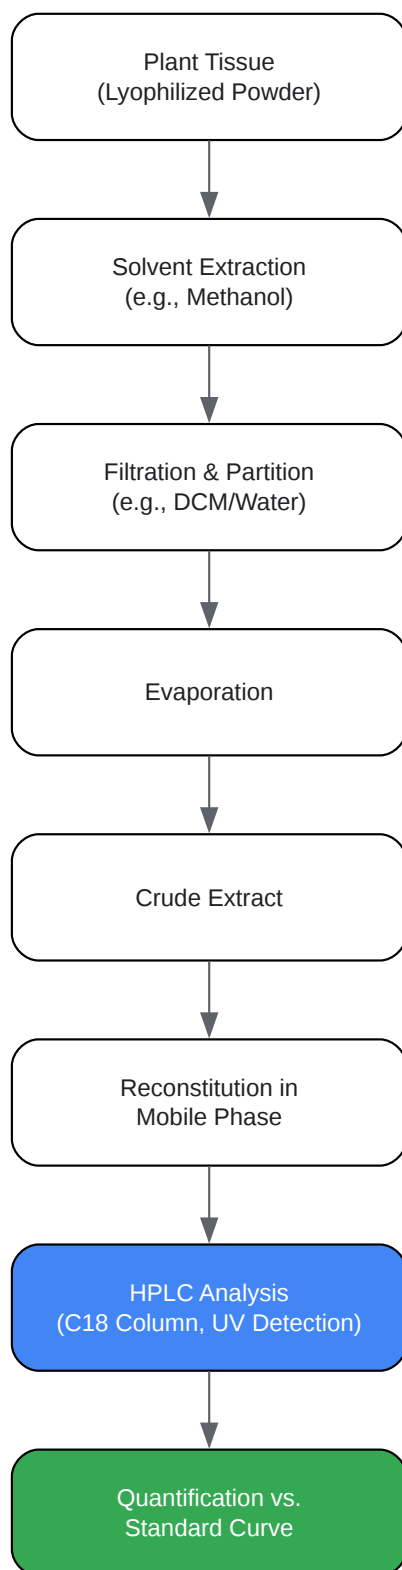 Plant Tissue
(Lyophilized Powder)
Solvent Extraction
(e.g., Methanol)
Filtration & Partition
(e.g., DCM/Water)
Evaporation
Crude Extract
Reconstitution in
Mobile Phase
HPLC Analysis
(C18 Column, UV Detection)
Quantification vs.
Standard Curve